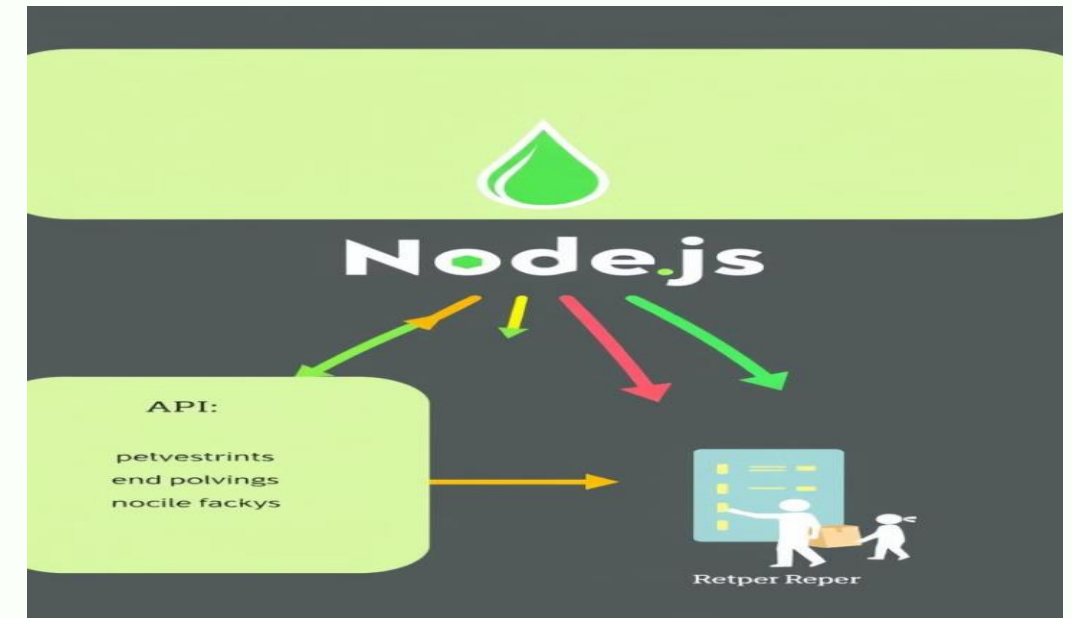 Node.js
API:
petvestrints
end polvings
nocile fackys
Retper Reper